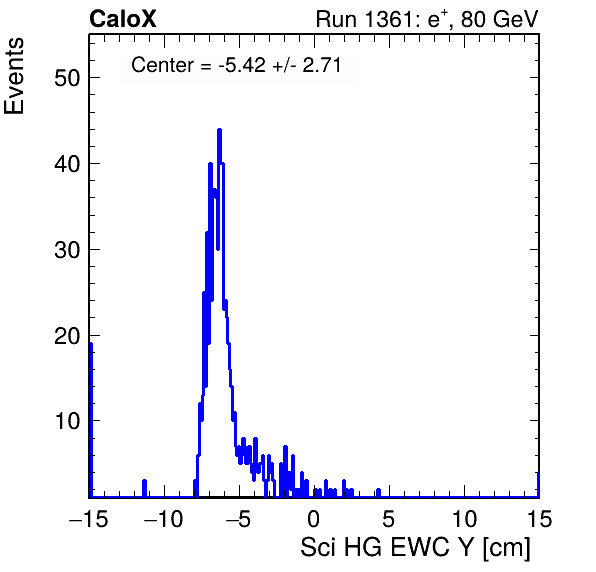 CaloX Run 1361: e⁺, 80 GeV
Events
Center = -5.42 +/- 2.71
50
40
30
20
10
−15 −10 −5 0 5 10 15
Sci HG EWC Y [cm]